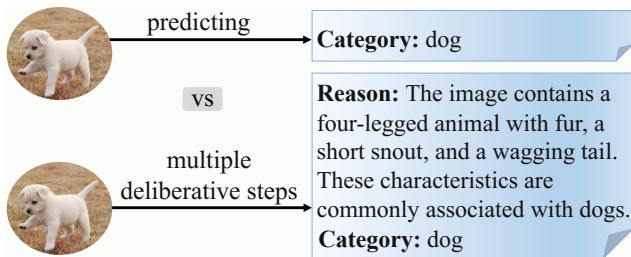 predicting
Category: dog
vs
multiple
deliberative steps
Reason: The image contains a
four-legged animal with fur, a
short snout, and a wagging tail.
These characteristics are
commonly associated with dogs.
Category: dog